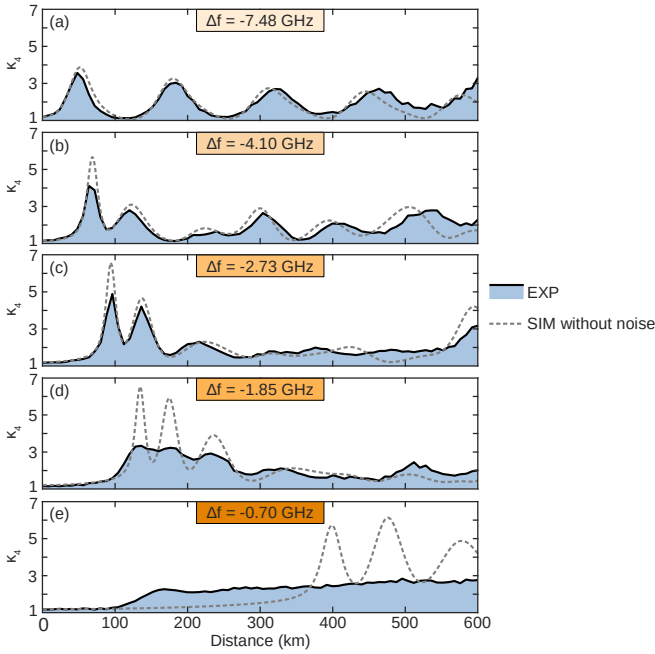 7
(a)
Δf = -7.48 GHz
5
κ4
3
1
7
(b)
Δf = -4.10 GHz
5
κ4
3
1
7
(c)
Δf = -2.73 GHz
5
κ4
3
1
EXP
SIM without noise
7
(d)
Δf = -1.85 GHz
5
κ4
3
1
7
(e)
Δf = -0.70 GHz
5
κ4
3
1
0 100 200 300 400 500 600
Distance (km)